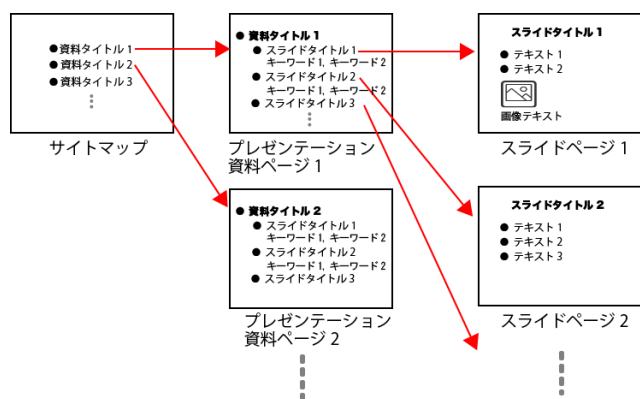 ●資料タイトル 1
●資料タイトル 2
●資料タイトル 3
サイトマップ
● 資料タイトル 1
● スライドタイトル 1
キーワード 1, キーワード 2
● スライドタイトル 2
キーワード 1, キーワード 2
● スライドタイトル 3
プレゼンテーション
資料ページ 1
● 資料タイトル 2
● スライドタイトル 1
キーワード 1, キーワード 2
● スライドタイトル 2
キーワード 1, キーワード 2
● スライドタイトル 3
プレゼンテーション
資料ページ 2
スライドタイトル 1
● テキスト 1
● テキスト 2
画像テキスト
スライドページ 1
スライドタイトル 2
● テキスト 1
● テキスト 2
● テキスト 3
スライドページ 2